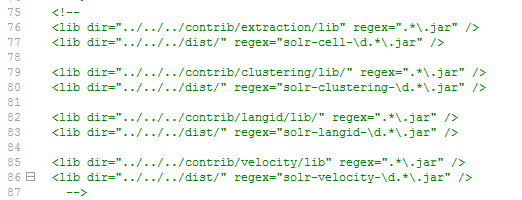 75 <!--
76 <lib dir="../../../contrib/extraction/lib" regex=".*\.jar" />
77 <lib dir="../../../dist/" regex="solr-cell-\d.*\.jar" />
78
79 <lib dir="../../../contrib/clustering/lib/" regex=".*\.jar" />
80 <lib dir="../../../dist/" regex="solr-clustering-\d.*\.jar" />
81
82 <lib dir="../../../contrib/langid/lib/" regex=".*\.jar" />
83 <lib dir="../../../dist/" regex="solr-langid-\d.*\.jar" />
84
85 <lib dir="../../../contrib/velocity/lib" regex=".*\.jar" />
86 <lib dir="../../../dist/" regex="solr-velocity-\d.*\.jar" />
87 -->